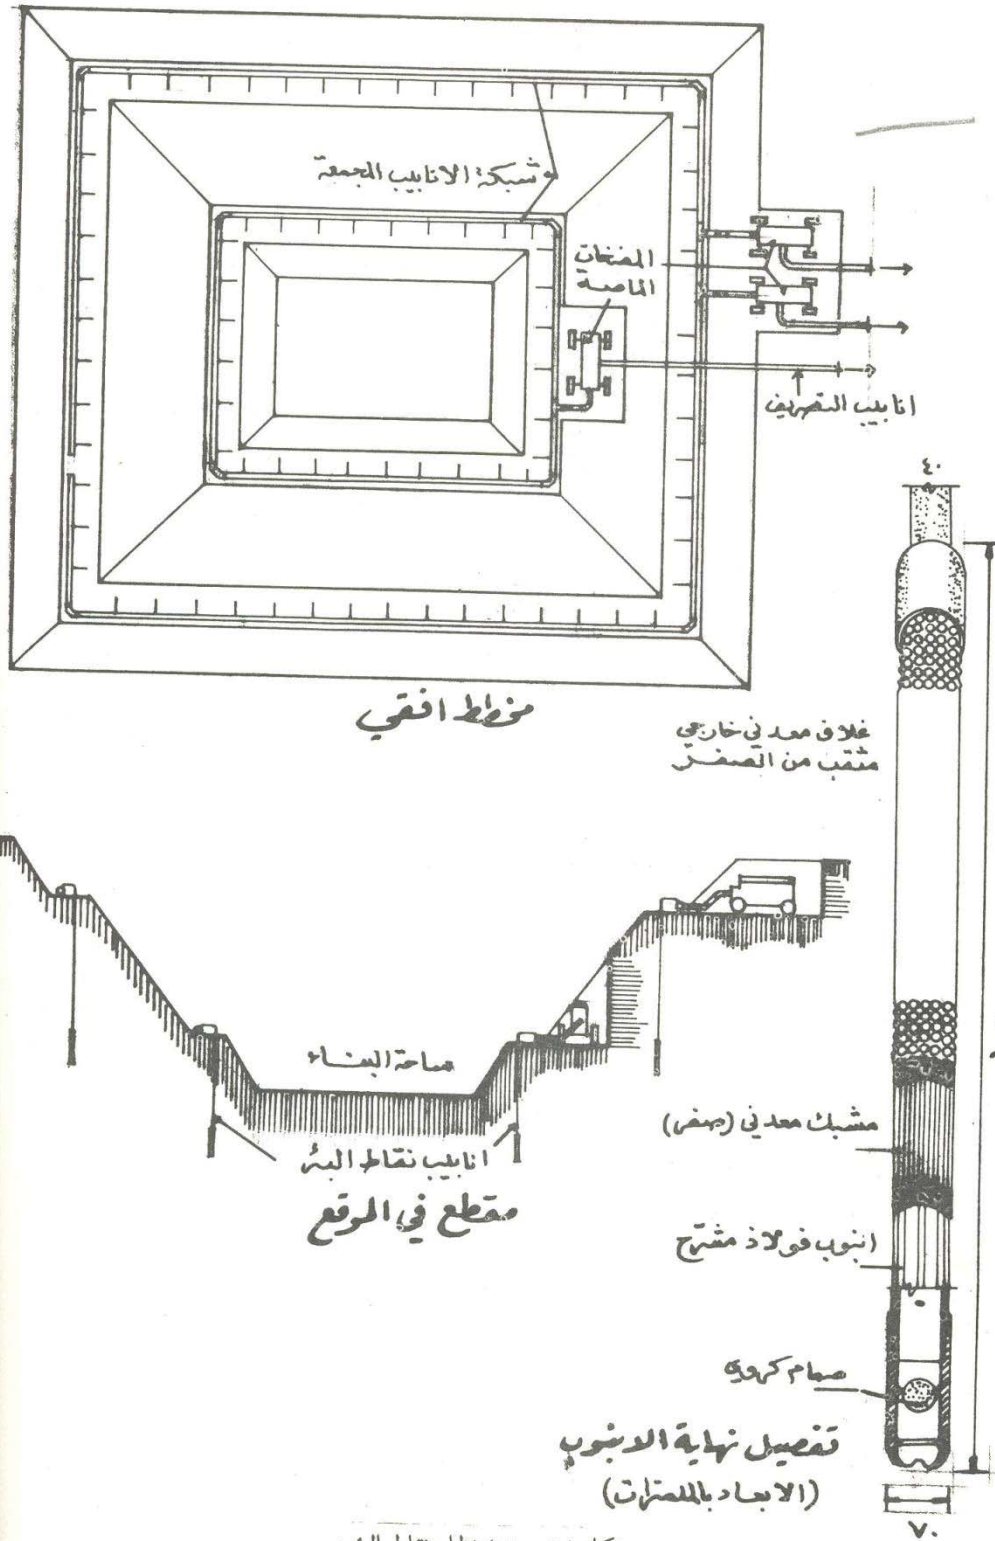 شبكة الانابيب المجمعة
المضخات
الماصة
انابيب التصريف
٤٠
مخطط افقي
غلاف معدني خارجي
مثقب من الصفر
ساحة البناء
انابيب نقاط البئر
مقطع في الموقع
مشبك معدني (صفر)
انبوب فولاذ مشرح
صمام كروي
تفصيل نهاية الانبوب
(الابعاد بالملمترات)
٧٠